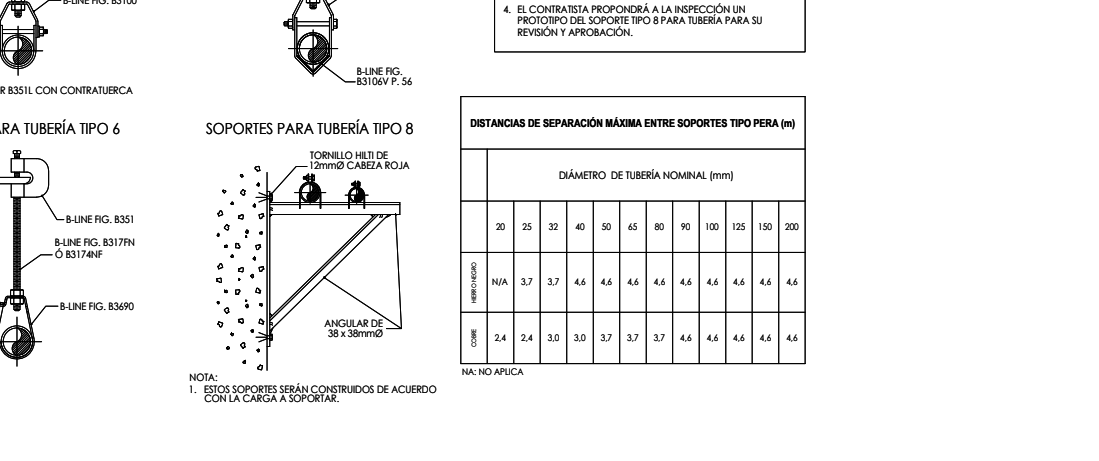 B-LINE FIG. B3100
R B351L CON CONTRATUERCA
B-LINE FIG.
B3106V P. 56
4. EL CONTRATISTA PROPONDRÁ A LA INSPECCIÓN UN
PROTOTIPO DEL SOPORTE TIPO 8 PARA TUBERÍA PARA SU
REVISIÓN Y APROBACIÓN.
RA TUBERÍA TIPO 6
B-LINE FIG. B351
B-LINE FIG. B317FN
Ó B3174NF
B-LINE FIG. B3690
SOPORTES PARA TUBERÍA TIPO 8
TORNILLO HILTI DE
12mmØ CABEZA ROJA
ANGULAR DE
38 x 38mmØ
NOTA:
1. ESTOS SOPORTES SERÁN CONSTRUIDOS DE ACUERDO
CON LA CARGA A SOPORTAR.
DISTANCIAS DE SEPARACIÓN MÁXIMA ENTRE SOPORTES TIPO PERA (m)
DIÁMETRO DE TUBERÍA NOMINAL (mm)
20 25 32 40 50 65 80 90 100 125 150 200
HIERRO NEGRO N/A 3,7 3,7 4,6 4,6 4,6 4,6 4,6 4,6 4,6 4,6 4,6
COBRE 2,4 2,4 3,0 3,0 3,7 3,7 3,7 4,6 4,6 4,6 4,6 4,6
NA: NO APLICA